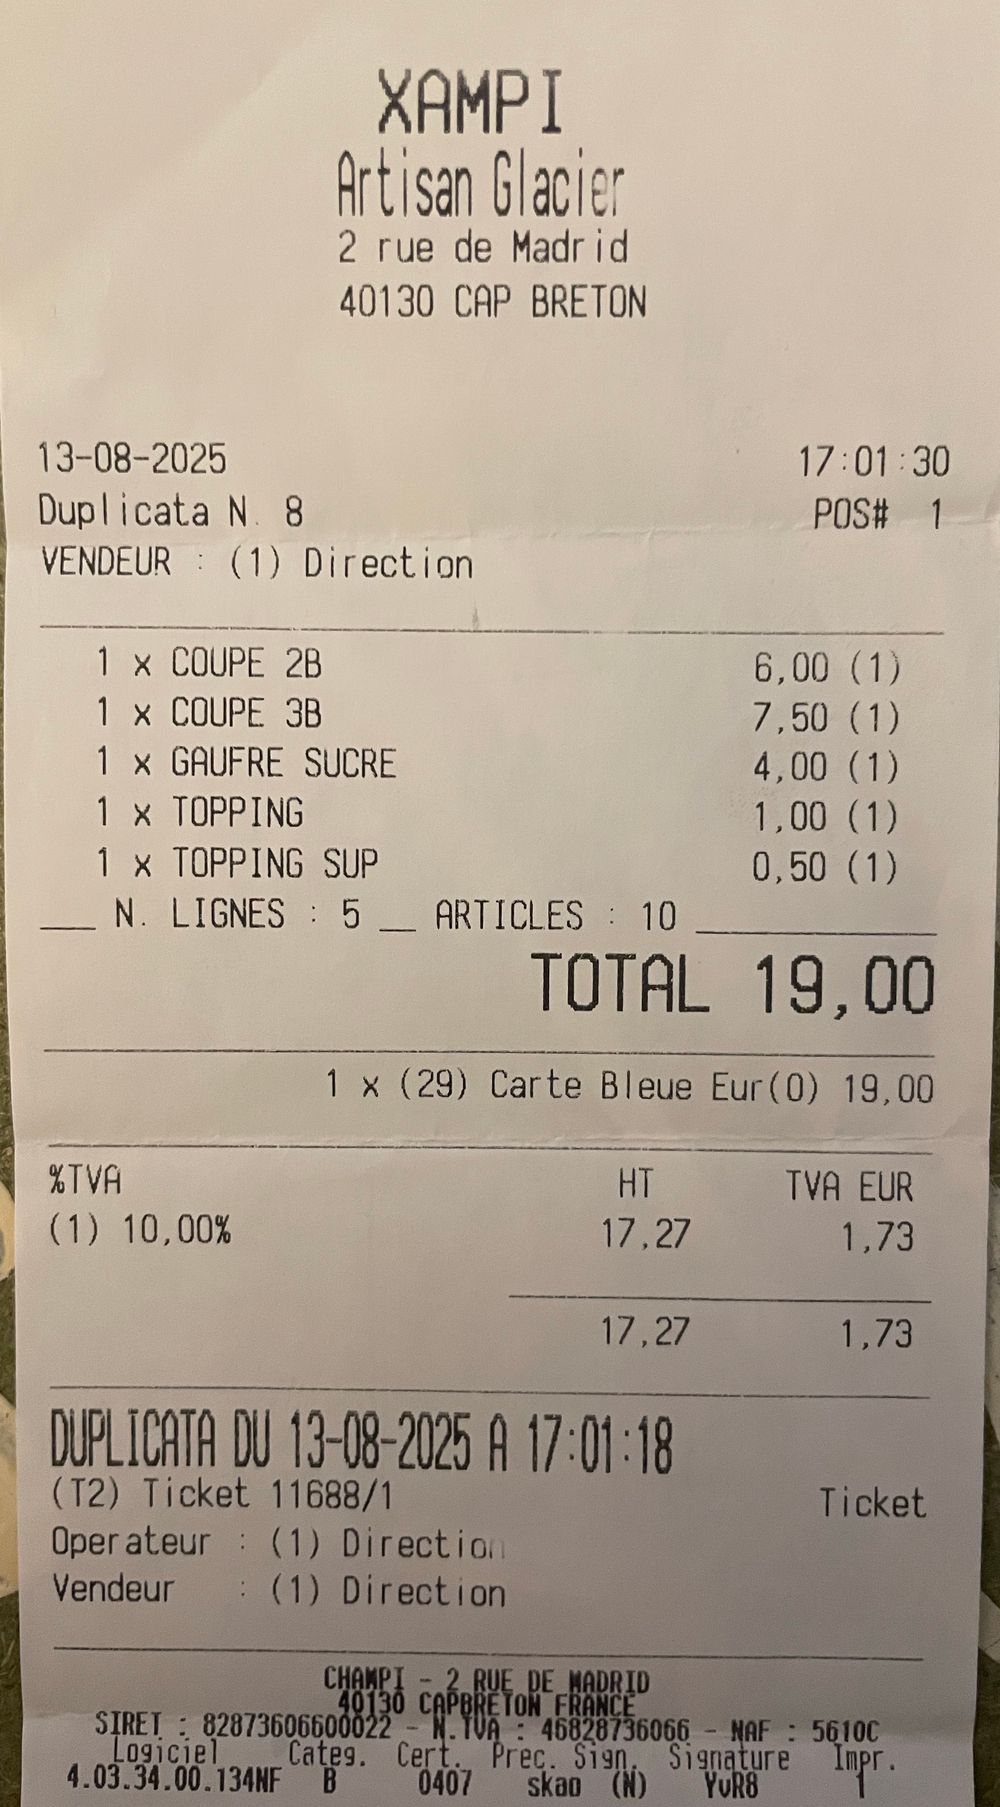 XAMPI
Artisan Glacier
2 rue de Madrid
40130 CAP BRETON
13-08-2025 17:01:30
Duplicata N. 8 POS# 1
VENDEUR : (1) Direction
1 x COUPE 2B 6,00 (1)
1 x COUPE 3B 7,50 (1)
1 x GAUFRE SUCRE 4,00 (1)
1 x TOPPING 1,00 (1)
1 x TOPPING SUP 0,50 (1)
__ N. LIGNES : 5 __ ARTICLES : 10 ________
TOTAL 19,00
1 x (29) Carte Bleue Eur(0) 19,00
%TVA HT TVA EUR
(1) 10,00% 17,27 1,73
17,27 1,73
DUPLICATA DU 13-08-2025 A 17:01:18
(T2) Ticket 11688/1 Ticket
Operateur : (1) Direction
Vendeur : (1) Direction
CHAMPI - 2 RUE DE MADRID
40130 CAPBRETON FRANCE
SIRET : 82873606600022 - N.TVA : 46828736066 - NAF : 5610C
Logiciel Categ. Cert. Prec. Sign. Signature Impr.
4.03.34.00.134NF B 0407 skao (N) YvR8 1